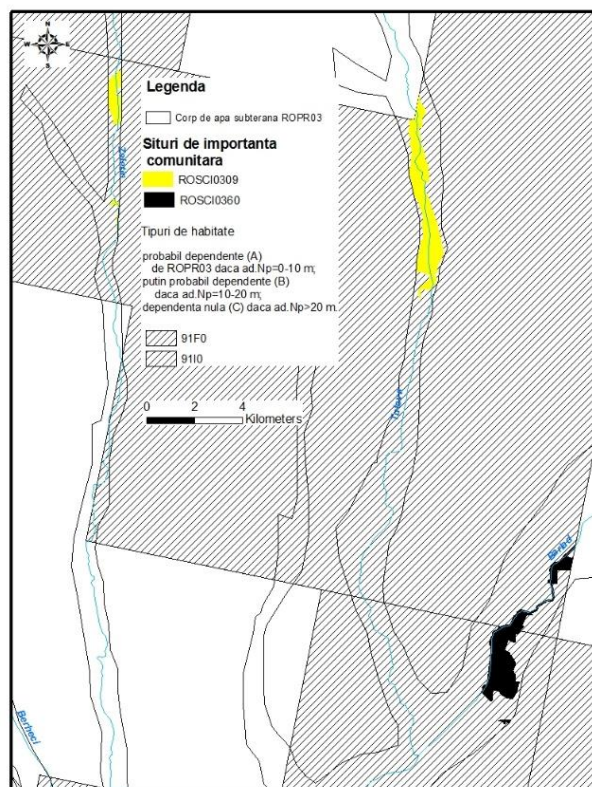 N
W E
S
Legenda
Corp de apa subterana ROPR03
Situri de importanta
comunitara
ROSCI0309
ROSCI0360
Tipuri de habitate
probabil dependente (A)
de ROPR03 daca ad.Np=0-10 m;
putin probabil dependente (B)
daca ad.Np=10-20 m;
dependenta nula (C) daca ad.Np>20 m.
91F0
91I0
0 2 4
Kilometers
Tutova
Barlad
Berheci